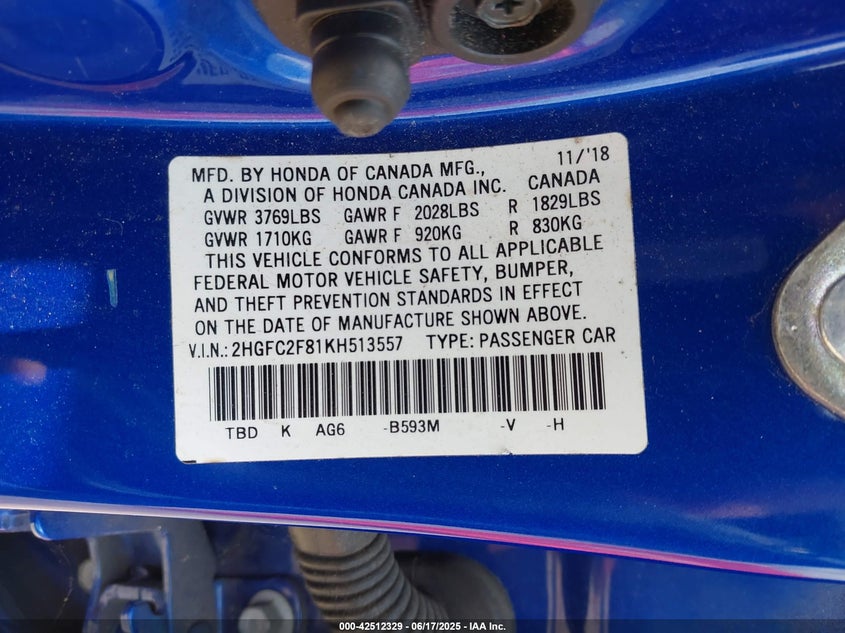 MFD. BY HONDA OF CANADA MFG., 11/'18
A DIVISION OF HONDA CANADA INC. CANADA
GVWR 3769LBS GAWR F 2028LBS R 1829LBS
GVWR 1710KG GAWR F 920KG R 830KG
THIS VEHICLE CONFORMS TO ALL APPLICABLE
FEDERAL MOTOR VEHICLE SAFETY, BUMPER,
AND THEFT PREVENTION STANDARDS IN EFFECT
ON THE DATE OF MANUFACTURE SHOWN ABOVE.
V.I.N.: 2HGFC2F81KH513557 TYPE: PASSENGER CAR
TBD K AG6 -B593M -V -H
000-42512329 - 06/17/2025 - IAA Inc.